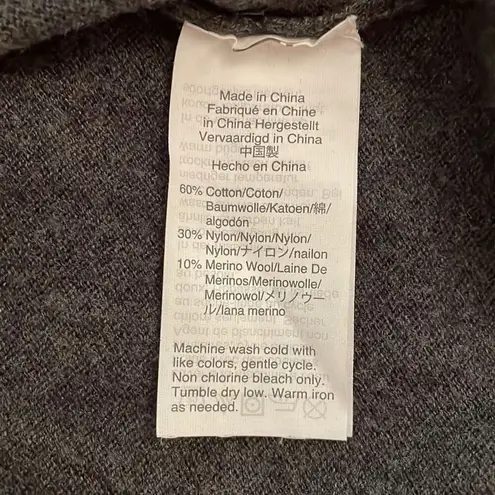 Made in China
Fabriqué en Chine
in China Hergestellt
Vervaardigd in China
中国製
Hecho en China
60% Cotton/Coton/
Baumwolle/Katoen/綿/
algodón
30% Nylon/Nylon/Nylon/
Nylon/ナイロン/nailon
10% Merino Wool/Laine De
Merinos/Merinowolle/
Merinowol/メリノウー
ル/lana merino
Machine wash cold with
like colors, gentle cycle.
Non chlorine bleach only.
Tumble dry low. Warm iron
as needed.